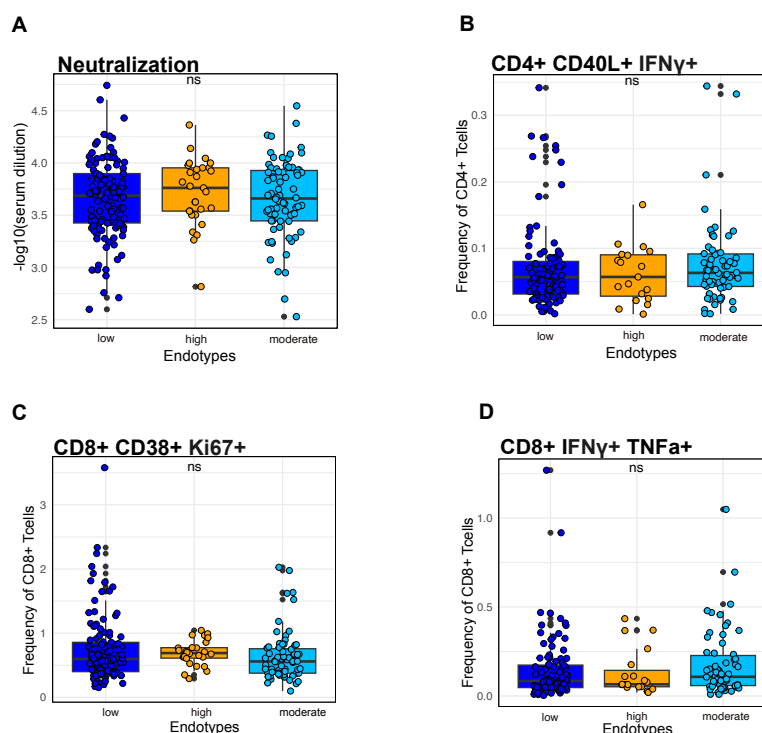 A
Neutralization
ns
4.5
4.0
3.5
3.0
2.5
-log10(serum dilution)
low
high
moderate
Endotypes
B
CD4+ CD40L+ IFNγ+
ns
0.3
0.2
0.1
0.0
Frequency of CD4+ Tcells
low
high
moderate
Endotypes
C
CD8+ CD38+ Ki67+
ns
3
2
1
0
Frequency of CD8+ Tcells
low
high
moderate
Endotypes
D
CD8+ IFNγ+ TNFa+
ns
1.0
0.5
0.0
Frequency of CD8+ Tcells
low
high
moderate
Endotypes